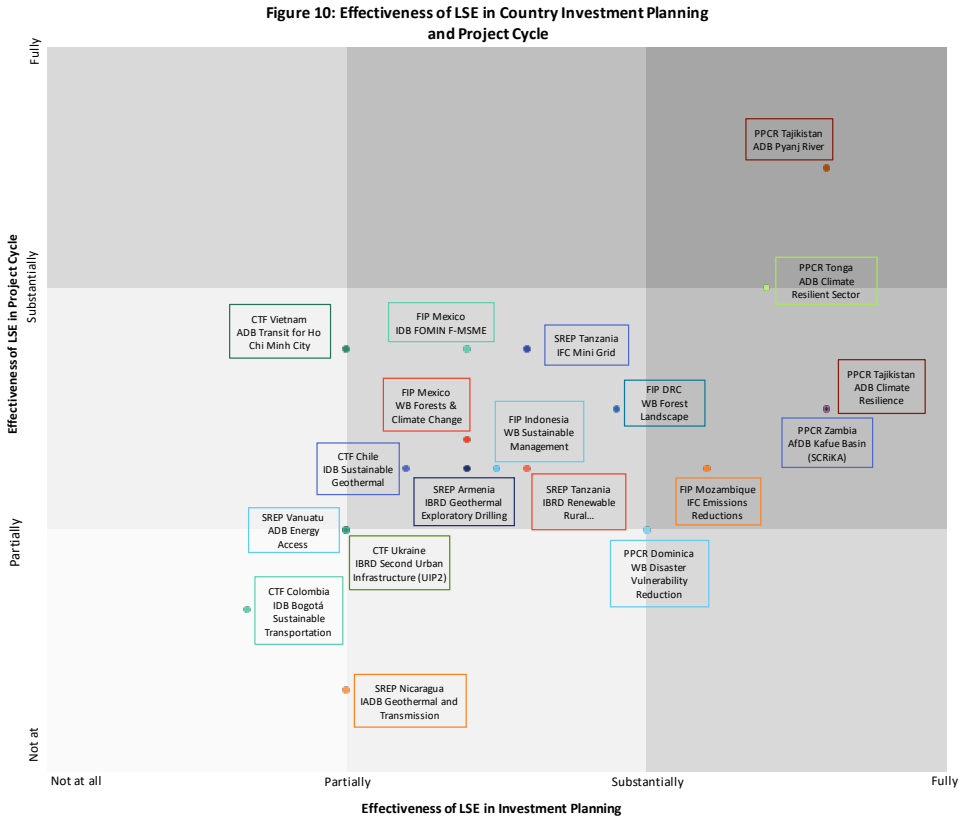 Figure 10: Effectiveness of LSE in Country Investment Planning
and Project Cycle
Fully
Substantially
Partially
Not at
Effectiveness of LSE in Project Cycle
PPCR Tajikistan
ADB Pyanj River
PPCR Tonga
ADB Climate
Resilient Sector
CTF Vietnam
ADB Transit for Ho
Chi Minh City
FIP Mexico
IDB FOMIN F-MSME
SREP Tanzania
IFC Mini Grid
FIP Mexico
WB Forests &
Climate Change
FIP Indonesia
WB Sustainable
Management
FIP DRC
WB Forest
Landscape
PPCR Tajikistan
ADB Climate
Resilience
PPCR Zambia
AfDB Kafue Basin
(SCRiKA)
CTF Chile
IDB Sustainable
Geothermal
SREP Armenia
IBRD Geothermal
Exploratory Drilling
SREP Tanzania
IBRD Renewable
Rural...
FIP Mozambique
IFC Emissions
Reductions
SREP Vanuatu
ADB Energy
Access
CTF Ukraine
IBRD Second Urban
Infrastructure (UIP2)
PPCR Dominica
WB Disaster
Vulnerability
Reduction
CTF Colombia
IDB Bogotá
Sustainable
Transportation
SREP Nicaragua
IADB Geothermal and
Transmission
Not at all
Partially
Substantially
Fully
Effectiveness of LSE in Investment Planning